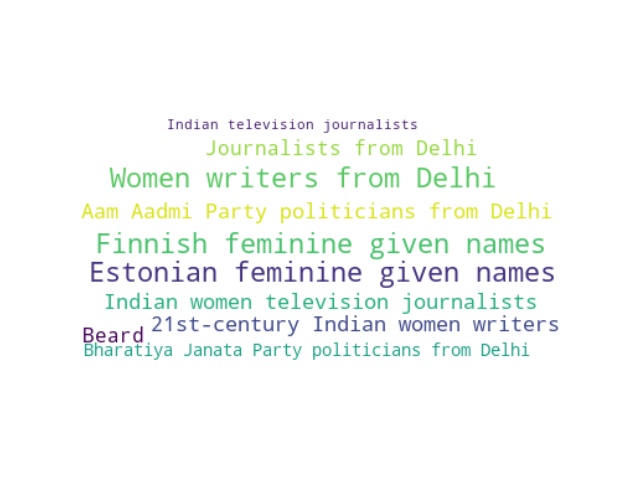 Indian television journalists
Journalists from Delhi
Women writers from Delhi
Aam Aadmi Party politicians from Delhi
Finnish feminine given names
Estonian feminine given names
Indian women television journalists
21st-century Indian women writers
Beard
Bharatiya Janata Party politicians from Delhi